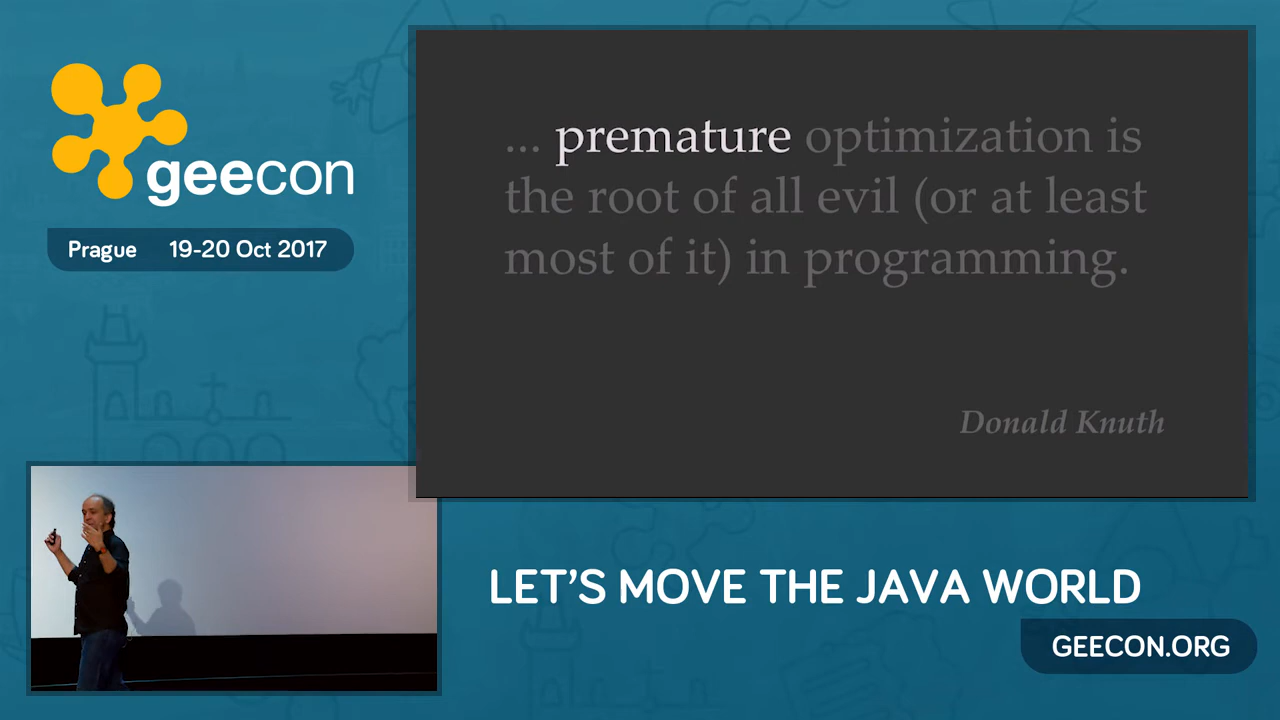 geecon
Prague 19-20 Oct 2017
... premature optimization is
the root of all evil (or at least
most of it) in programming.
Donald Knuth
LET'S MOVE THE JAVA WORLD
GEECON.ORG